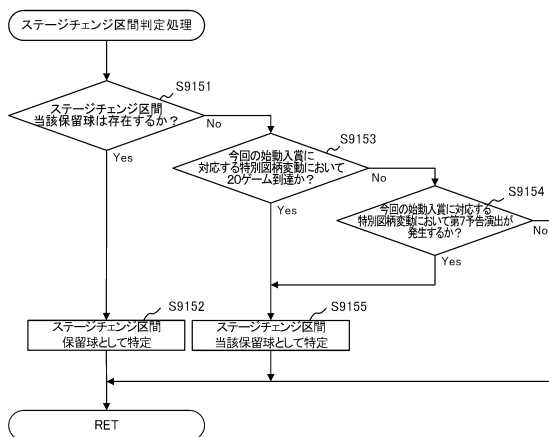 ステージチェンジ区間判定処理
S9151
ステージチェンジ区間
当該保留球は存在するか？
No
Yes
S9153
今回の始動入賞に
対応する特別図柄変動において
20ゲーム到達か？
No
Yes
S9154
今回の始動入賞に対応する
特別図柄変動において第7予告演出が
発生するか？
No
Yes
S9152
ステージチェンジ区間
保留球として特定
S9155
ステージチェンジ区間
当該保留球として特定
RET